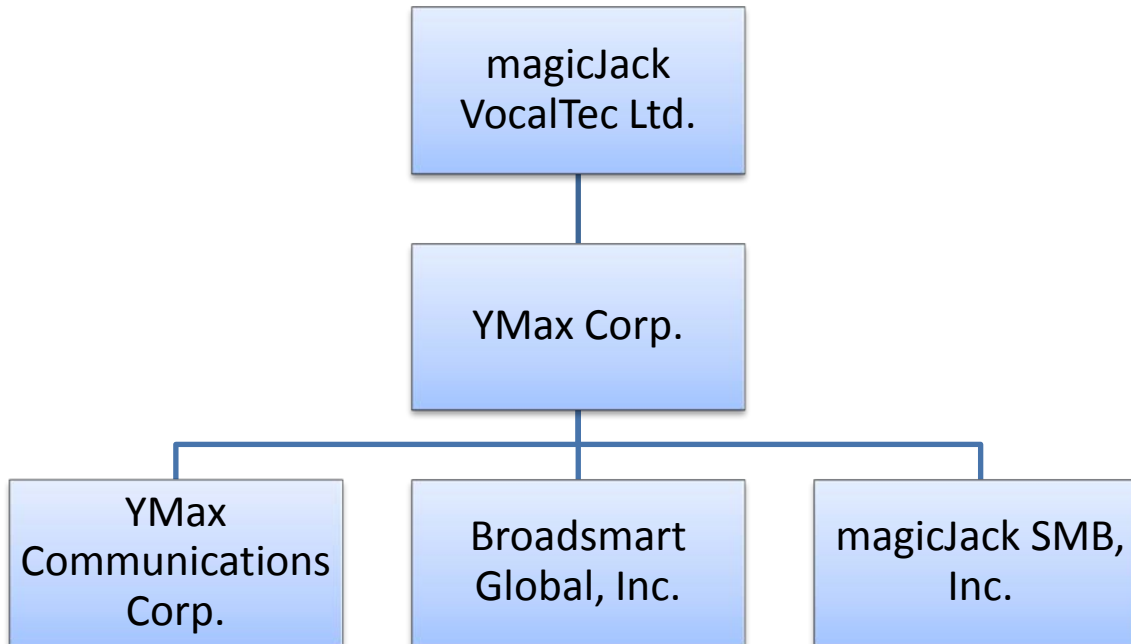 magicJack
VocalTec Ltd.
YMax Corp.
YMax
Communications
Corp.
Broadsmart
Global, Inc.
magicJack SMB,
Inc.